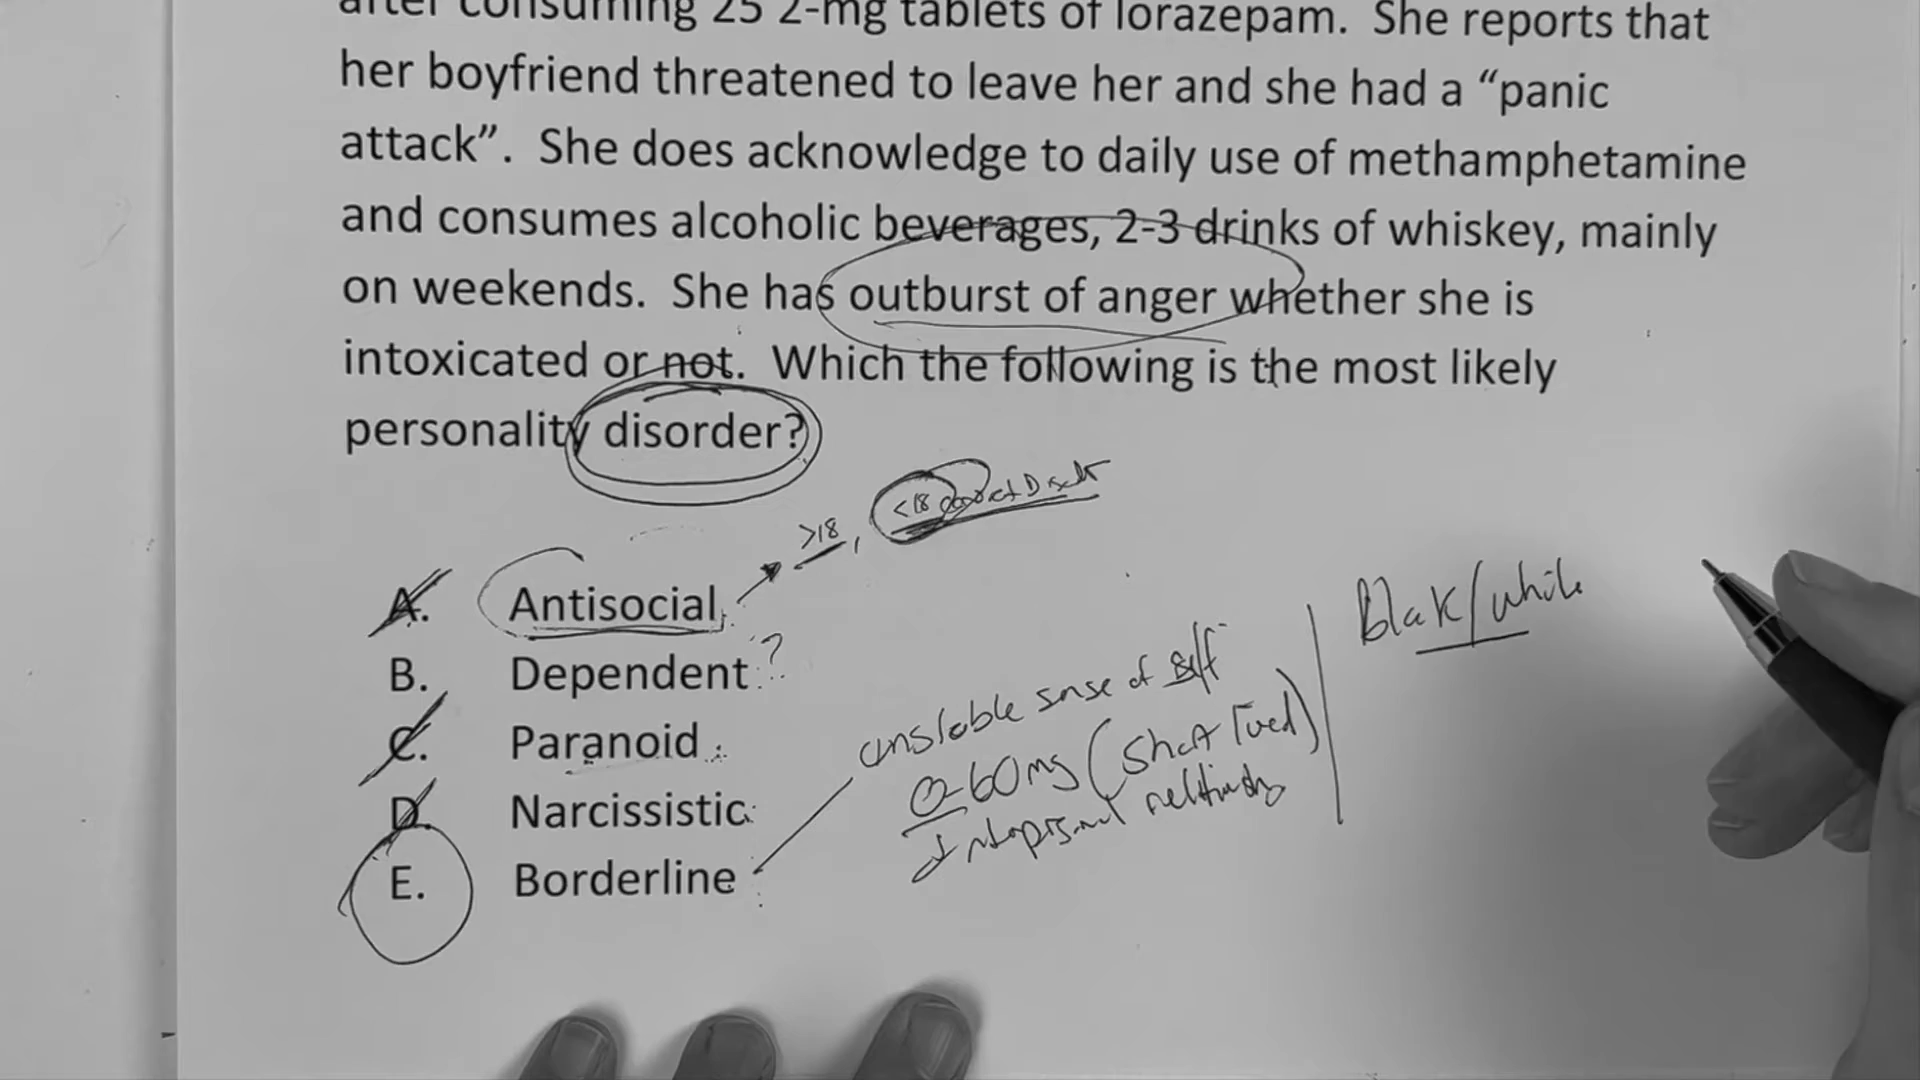 after consuming 25 2-mg tablets of lorazepam. She reports that
her boyfriend threatened to leave her and she had a “panic
attack”. She does acknowledge to daily use of methamphetamine
and consumes alcoholic beverages, 2-3 drinks of whiskey, mainly
on weekends. She has outburst of anger whether she is
intoxicated or not. Which the following is the most likely
personality disorder?
>18, <18
A. Antisocial
B. Dependent ?
C. Paranoid
D. Narcissistic
E. Borderline
unstable sense of self
0-60 (short lived)
black/white